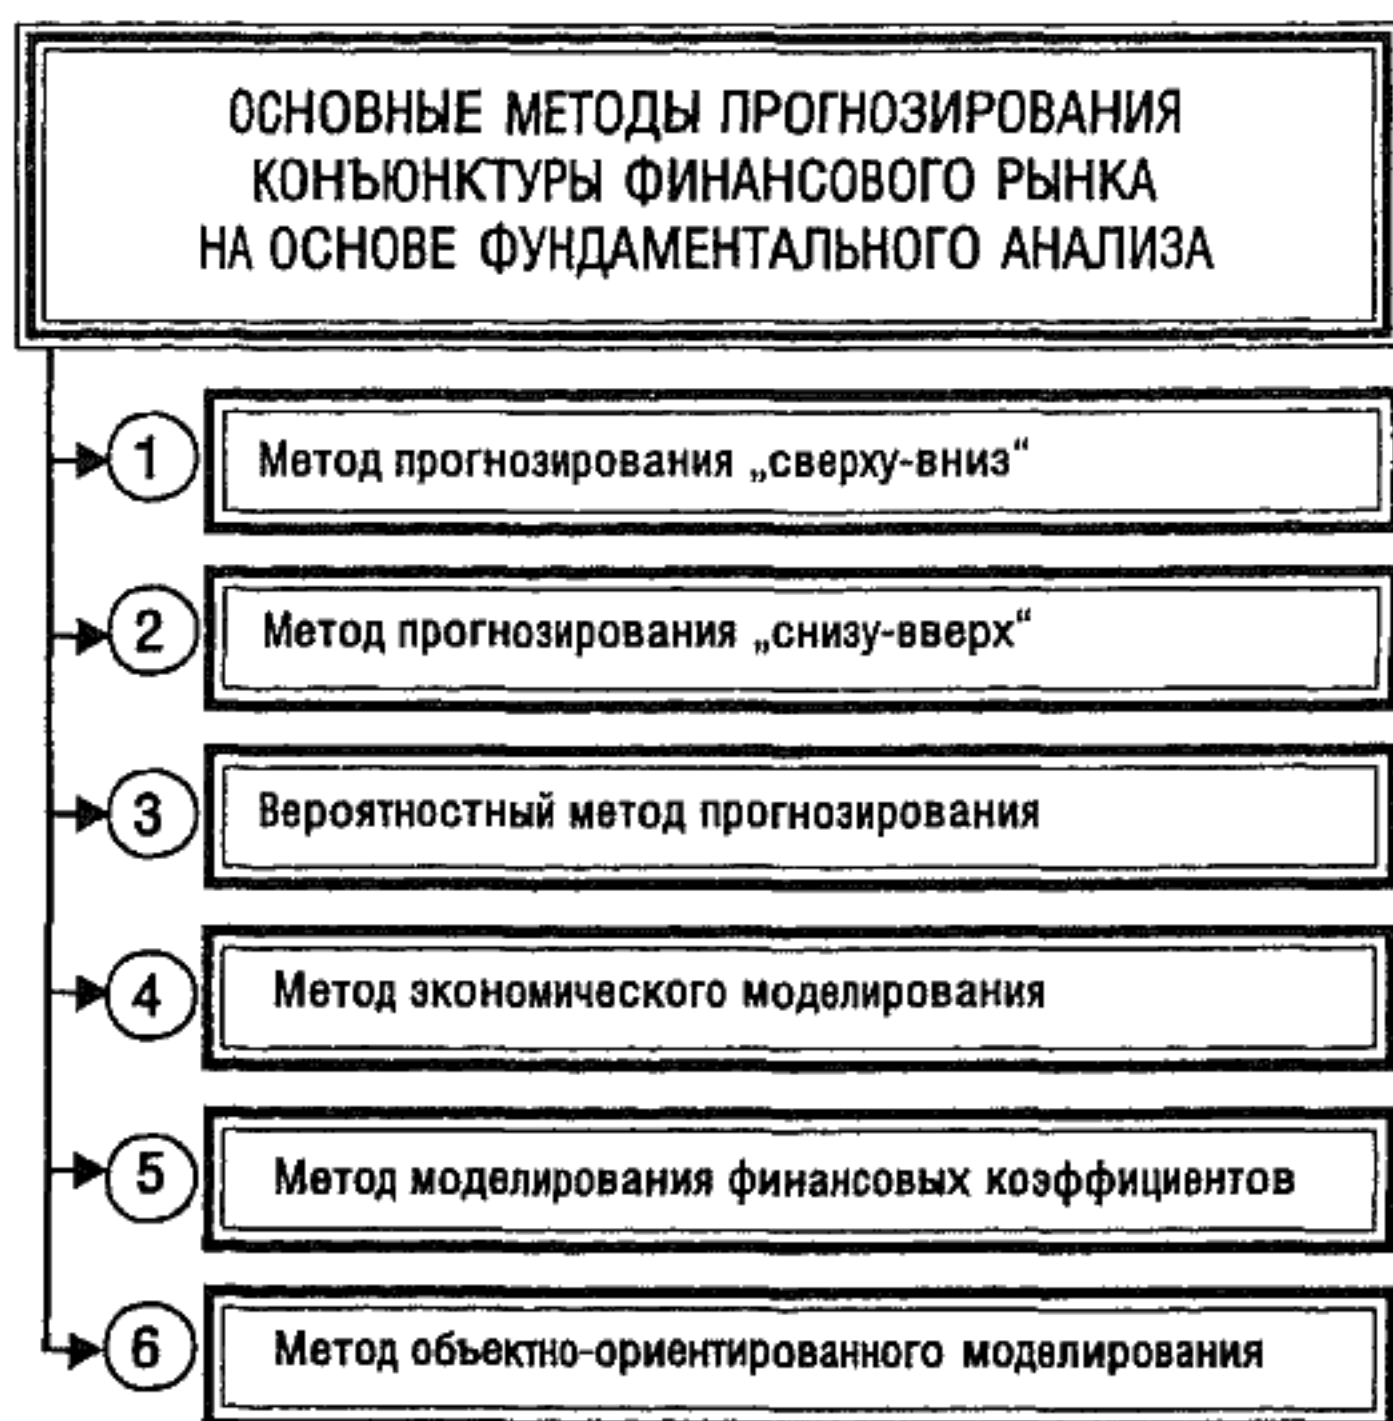 ОСНОВНЫЕ МЕТОДЫ ПРОГНОЗИРОВАНИЯ
КОНЪЮНКТУРЫ ФИНАНСОВОГО РЫНКА
НА ОСНОВЕ ФУНДАМЕНТАЛЬНОГО АНАЛИЗА
1 Метод прогнозирования „сверху-вниз“
2 Метод прогнозирования „снизу-вверх“
3 Вероятностный метод прогнозирования
4 Метод экономического моделирования
5 Метод моделирования финансовых коэффициентов
6 Метод объектно-ориентированного моделирования